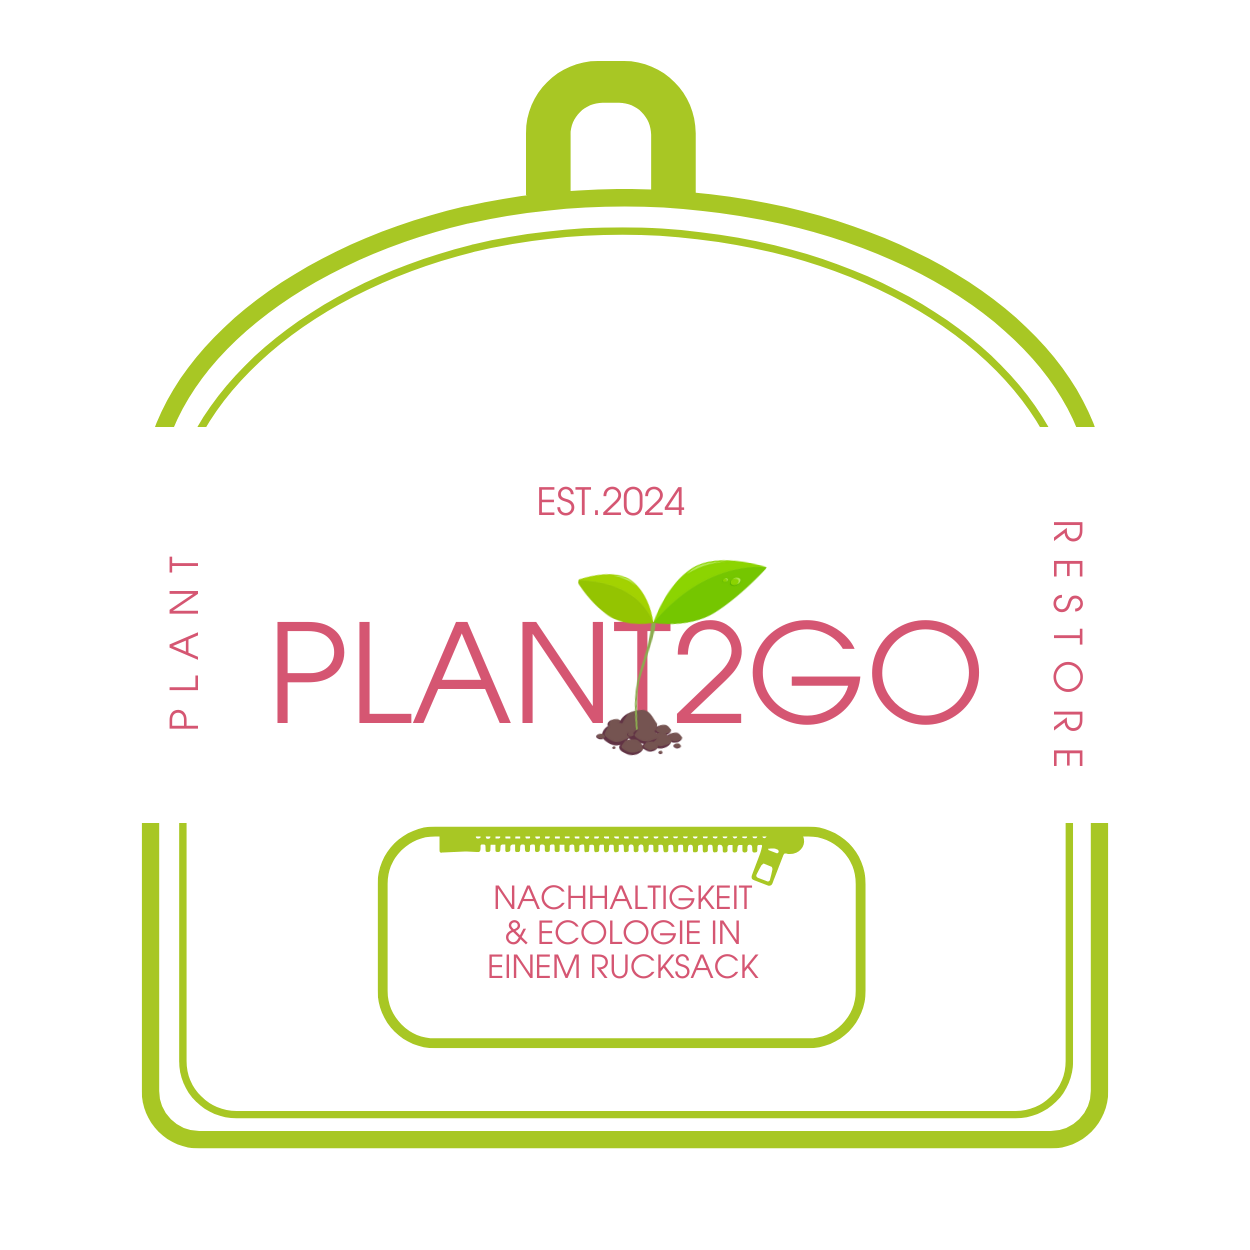 EST.2024
PLANT
PLANT2GO
RESTORE
NACHHALTIGKEIT
& ECOLOGIE IN
EINEM RUCKSACK